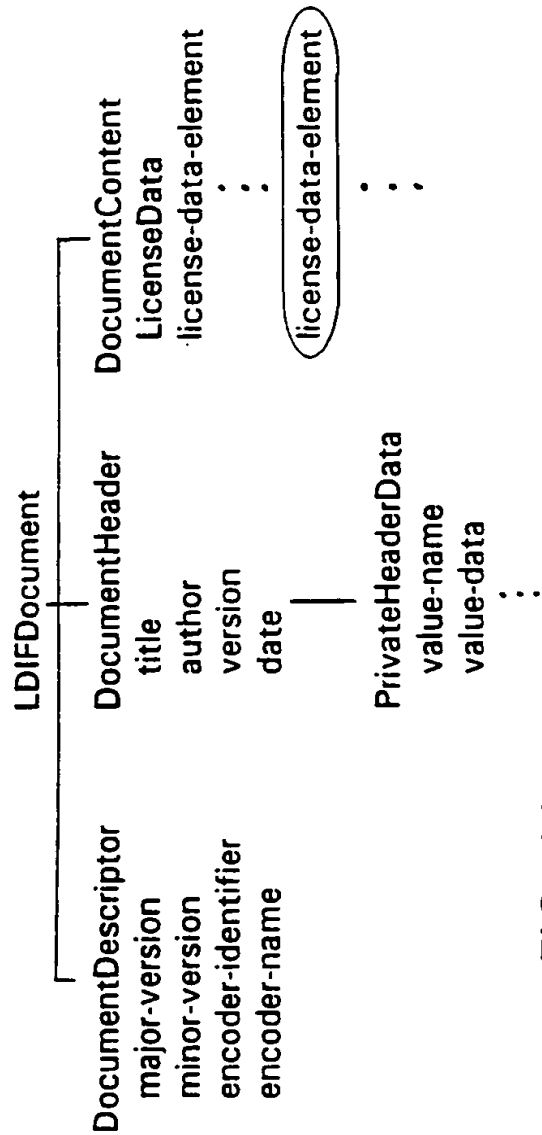 LDIFDocument
DocumentDescriptor
major-version
minor-version
encoder-identifier
encoder-name
DocumentHeader
title
author
version
date
PrivateHeaderData
value-name
value-data
DocumentContent
LicenseData
license-data-element
license-data-element